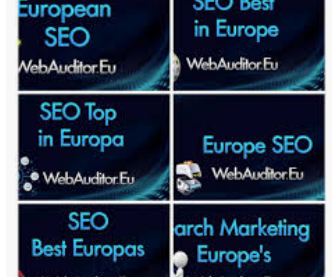 European
SEO
WebAuditor.Eu
SEO Best
in Europe
WebAuditor.Eu
SEO Top
in Europa
WebAuditor.Eu
Europe SEO
WebAuditor.Eu
SEO
Best Europas
arch Marketing
Europe's